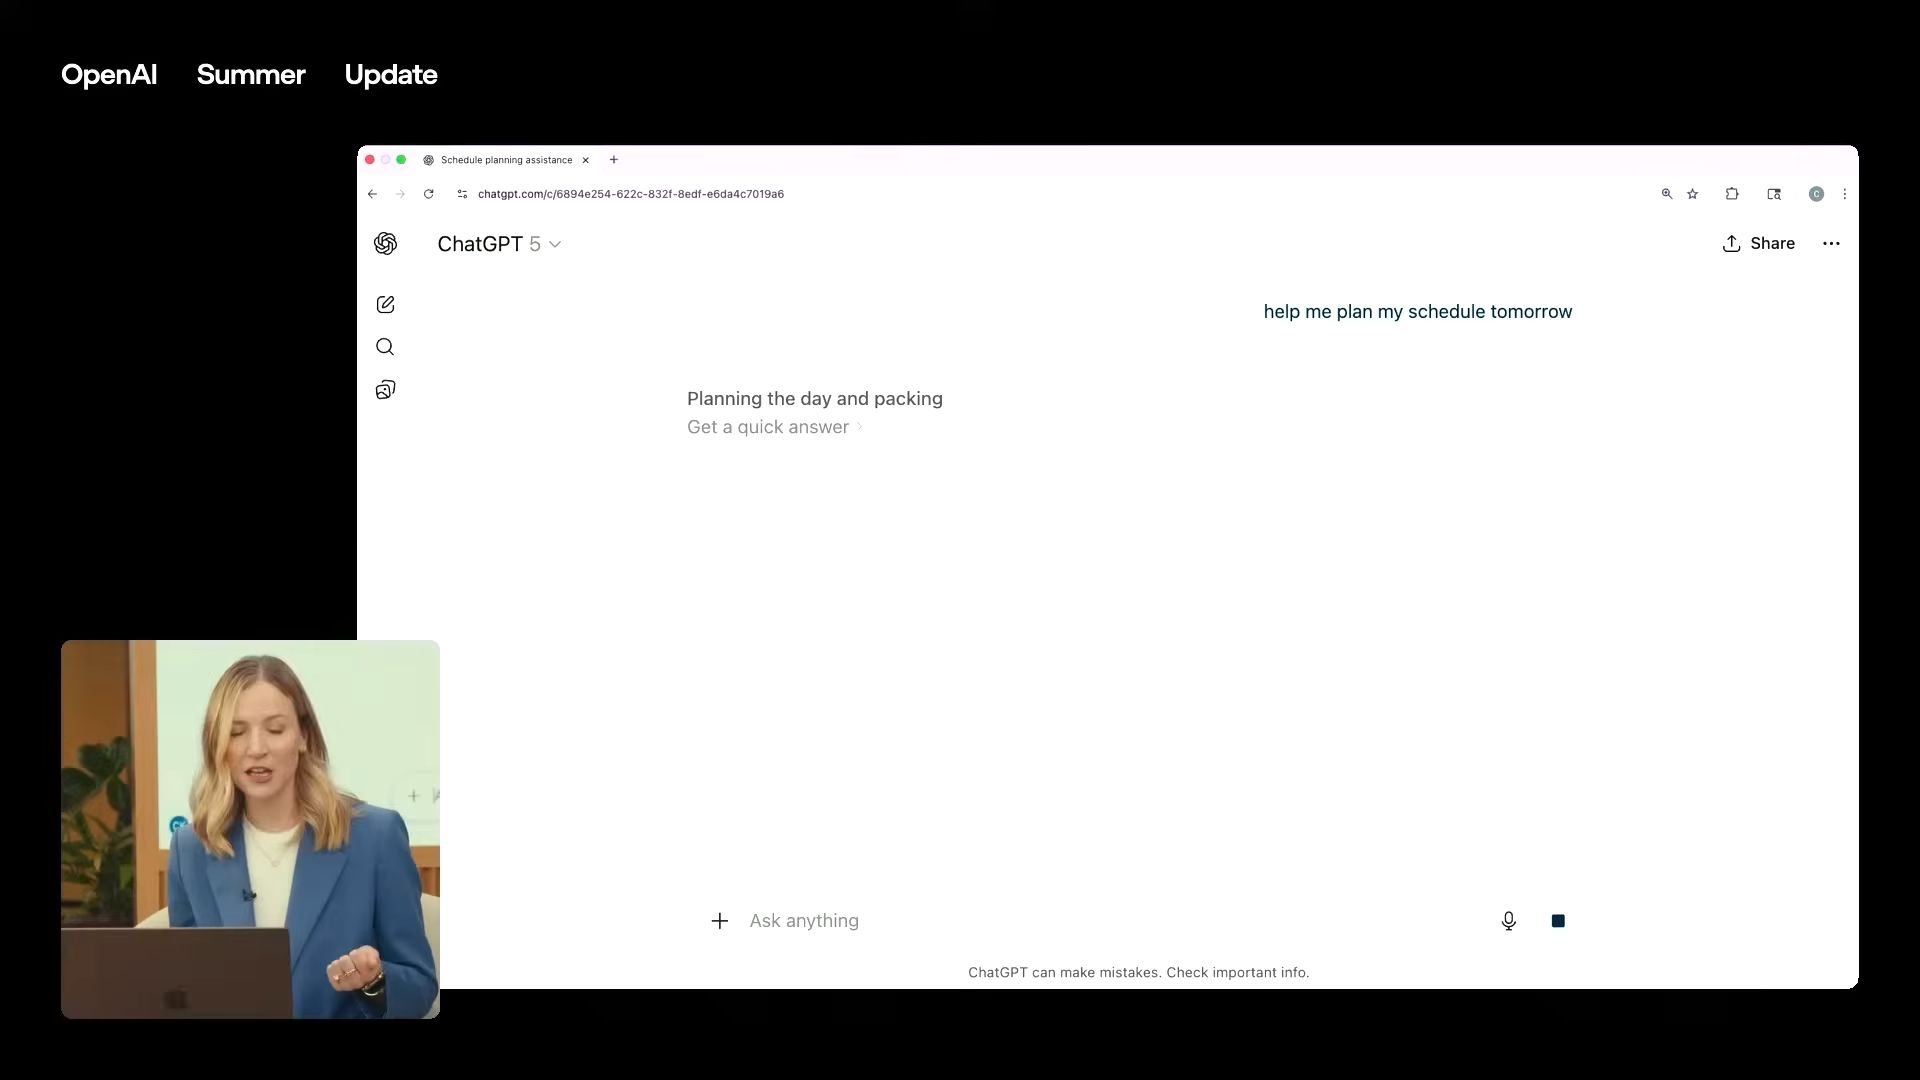 OpenAI Summer Update
Schedule planning assistance
chatgpt.com/c/6894e254-622c-832f-8edf-e6da4c7019a6
C
ChatGPT 5
Share
help me plan my schedule tomorrow
Planning the day and packing
Get a quick answer
Ask anything
ChatGPT can make mistakes. Check important info.